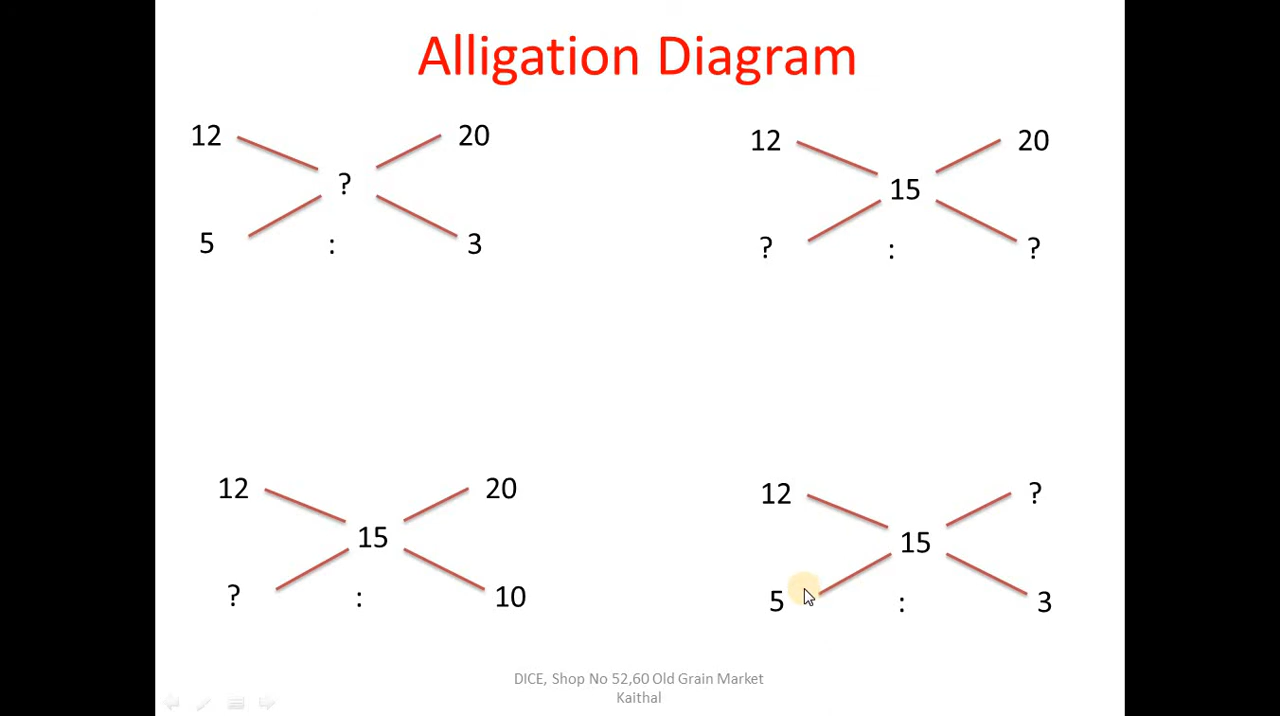 Alligation Diagram
12 20
?
5 : 3
12 20
15
? : ?
12 20
15
? : 10
12 ?
15
5 : 3
DICE, Shop No 52,60 Old Grain Market
Kaithal